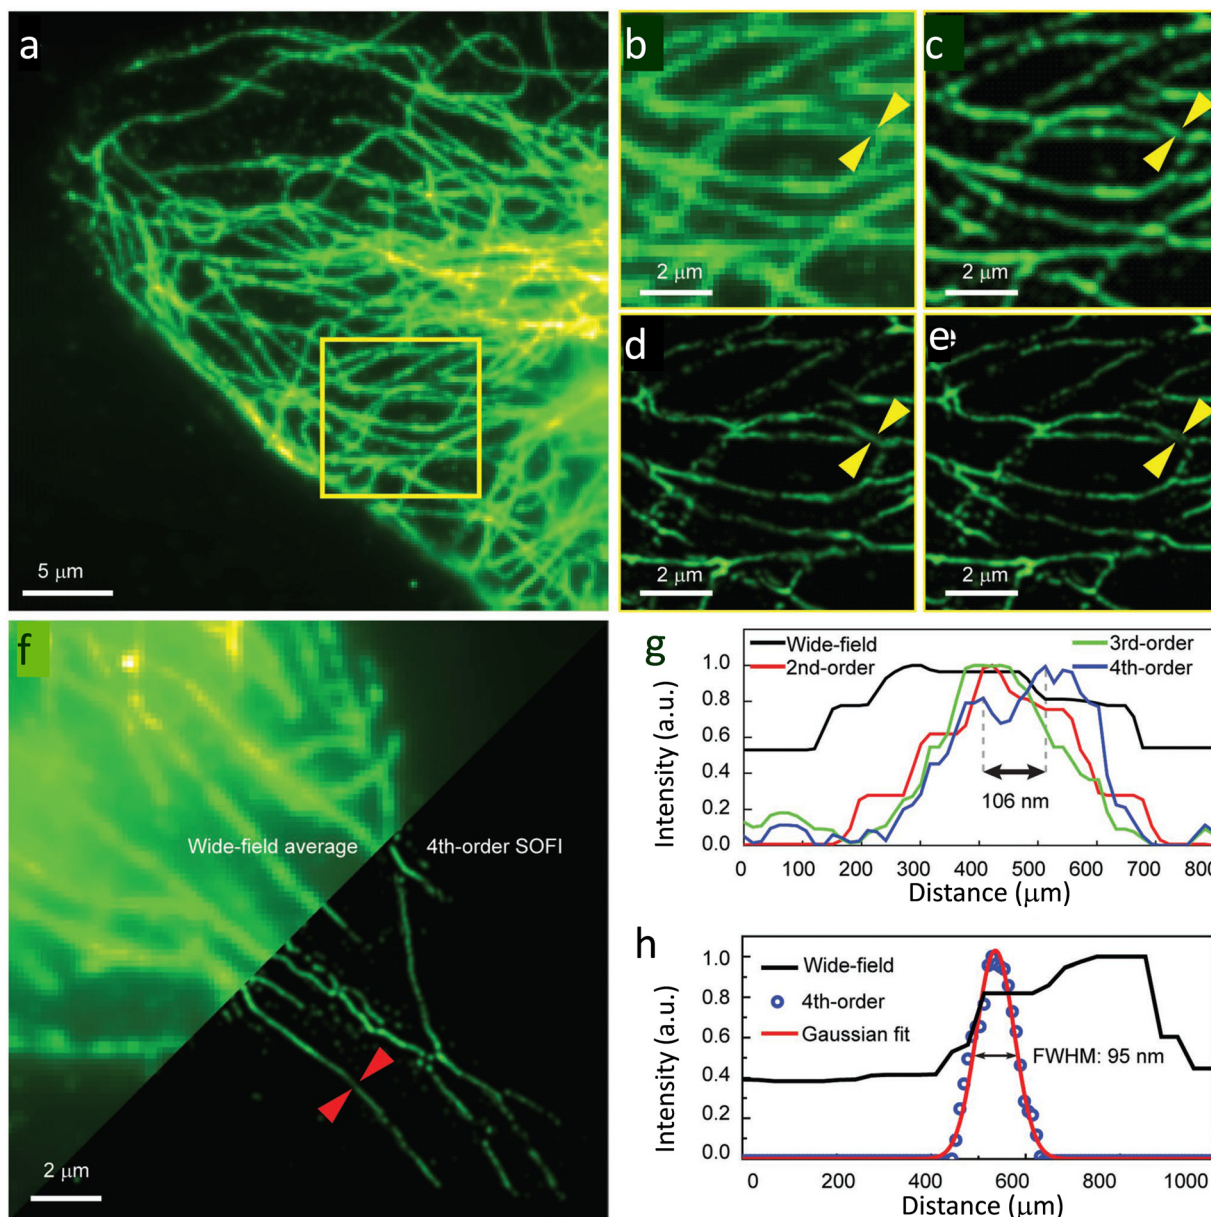 a
5 μm
b
2 μm
c
2 μm
d
2 μm
e
2 μm
f
Wide-field average
4th-order SOFI
2 μm
g
Wide-field
2nd-order
3rd-order
4th-order
Intensity (a.u.)
1.0
0.8
0.6
0.4
0.2
0.0
106 nm
0 100 200 300 400 500 600 700 800
Distance (μm)
h
Wide-field
4th-order
Gaussian fit
FWHM: 95 nm
Intensity (a.u.)
1.0
0.8
0.6
0.4
0.2
0.0
0 200 400 600 800 1000
Distance (μm)